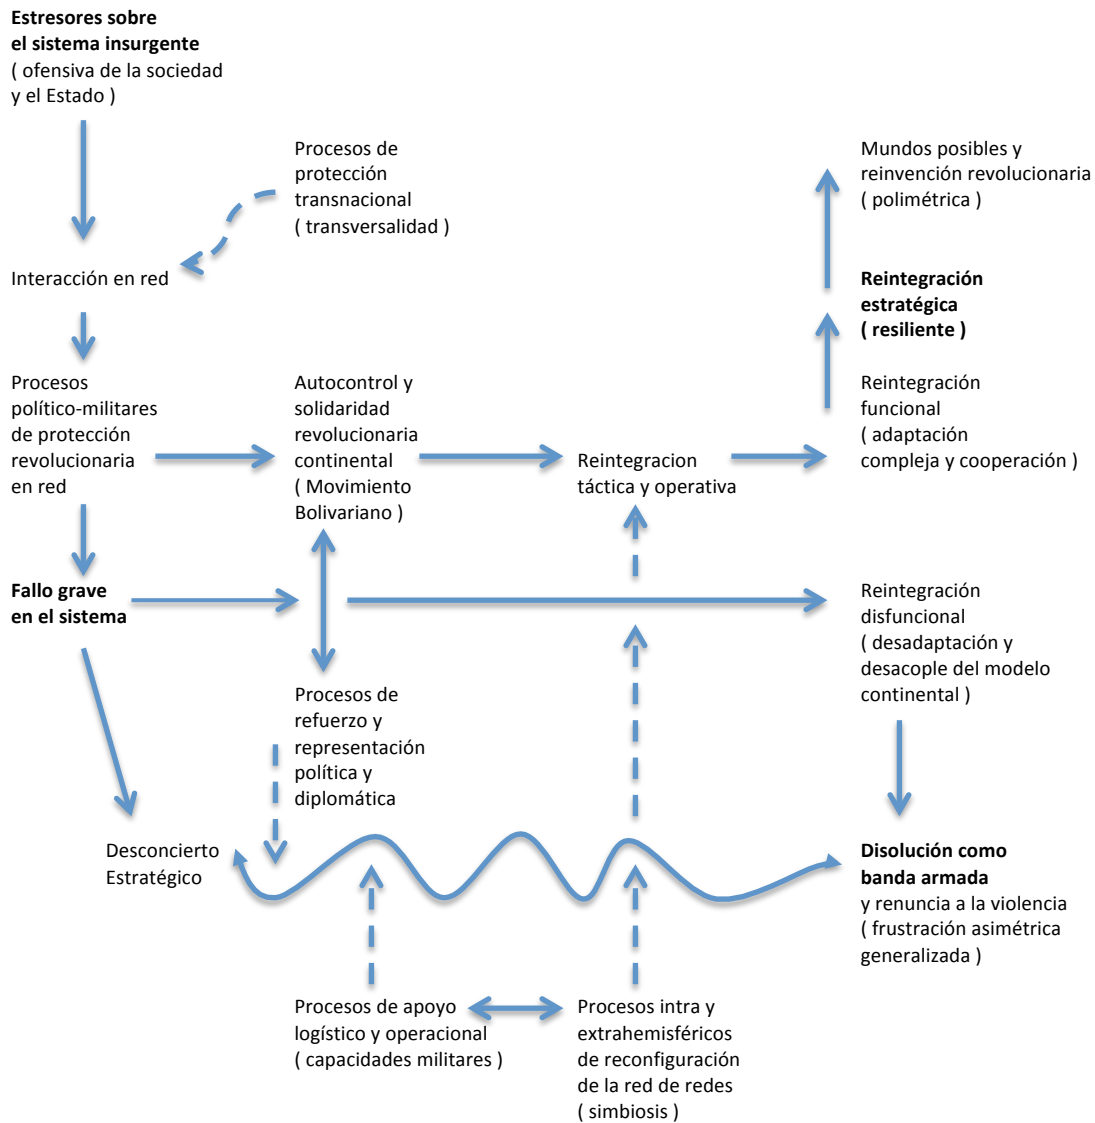 Estresores sobre
el sistema insurgente
( ofensiva de la sociedad
y el Estado )
Procesos de
protección
transnacional
( transversalidad )
Mundos posibles y
reinvención revolucionaria
( polimétrica )
Interacción en red
Reintegración
estratégica
( resiliente )
Procesos
político-militares
de protección
revolucionaria
en red
Autocontrol y
solidaridad
revolucionaria
continental
( Movimiento
Bolivariano )
Reintegracion
táctica y operativa
Reintegración
funcional
( adaptación
compleja y cooperación )
Fallo grave
en el sistema
Reintegración
disfuncional
( desadaptación y
desacople del modelo
continental )
Procesos de
refuerzo y
representación
política y
diplomática
Desconcierto
Estratégico
Disolución como
banda armada
y renuncia a la violencia
( frustración asimétrica
generalizada )
Procesos de apoyo
logístico y operacional
( capacidades militares )
Procesos intra y
extrahemisféricos
de reconfiguración
de la red de redes
( simbiosis )